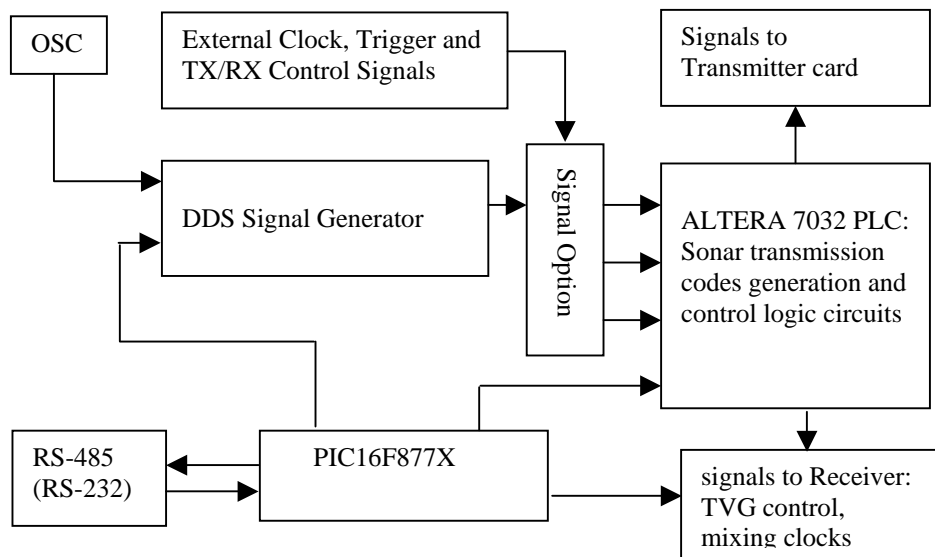 OSC
External Clock, Trigger and
TX/RX Control Signals
Signals to
Transmitter card
DDS Signal Generator
Signal Option
ALTERA 7032 PLC:
Sonar transmission
codes generation and
control logic circuits
RS-485
(RS-232)
PIC16F877X
signals to Receiver:
TVG control,
mixing clocks